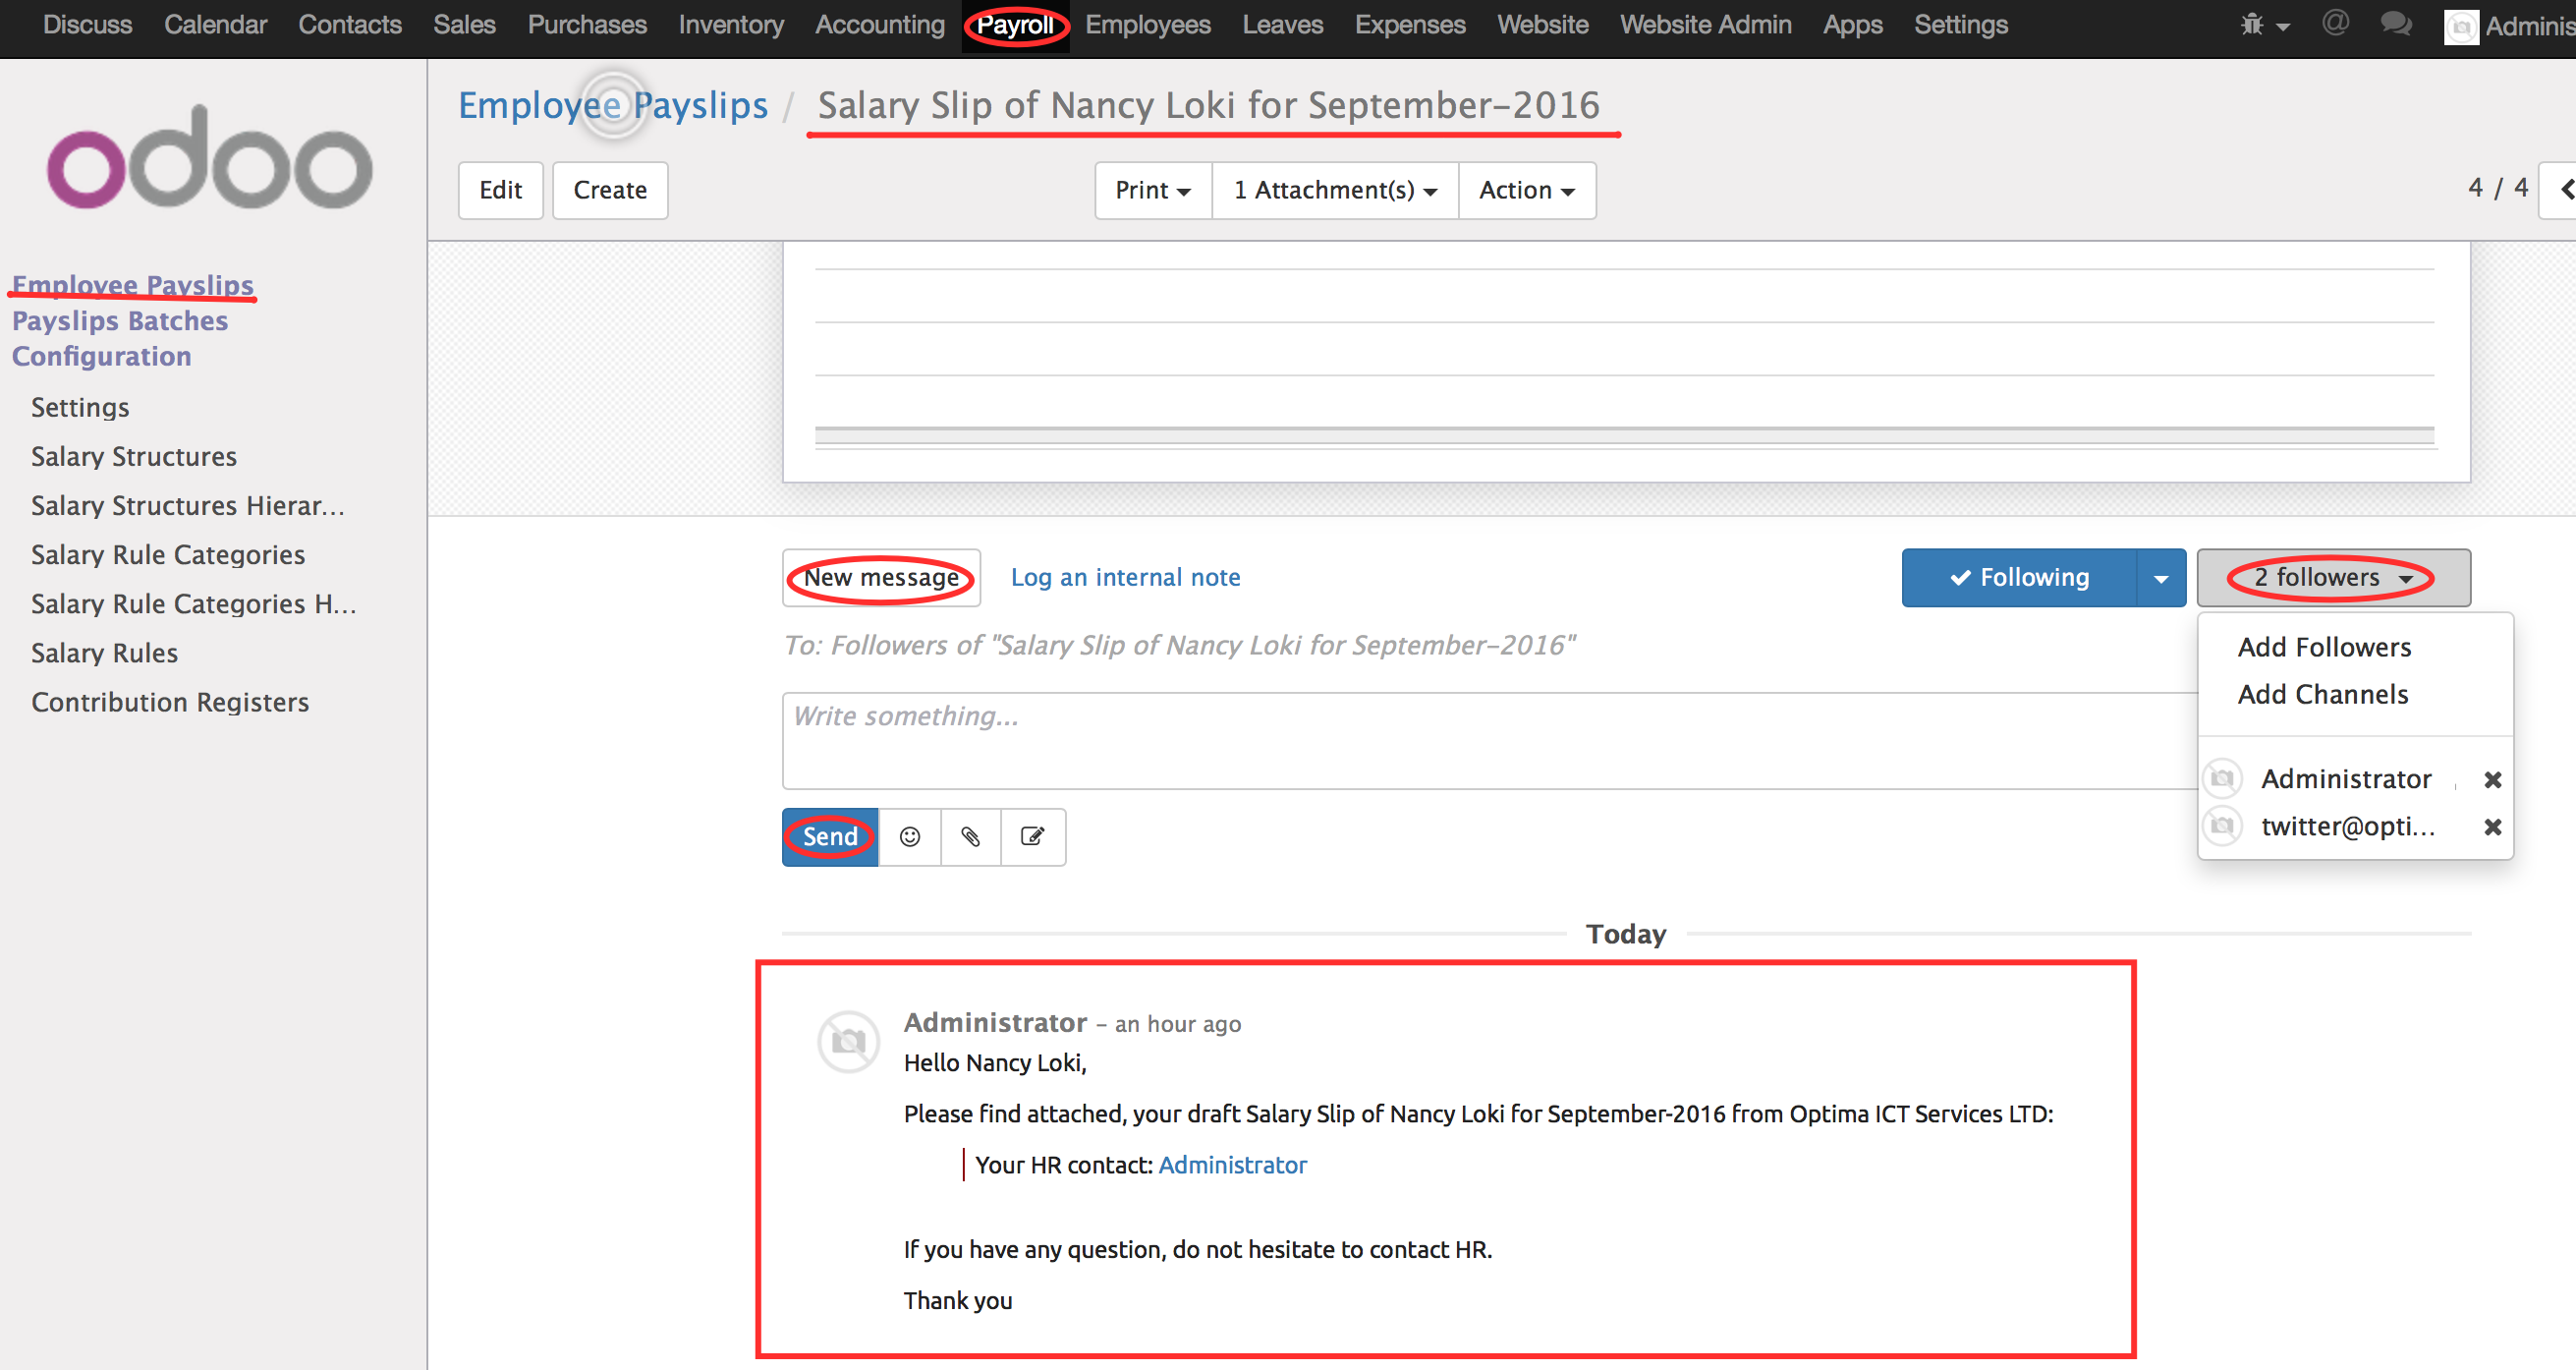 Discuss Calendar Contacts Sales Purchases Inventory Accounting Payroll Employees Leaves Expenses Website Website Admin Apps Settings @ Adminis
odoo
Employee Payslips / Salary Slip of Nancy Loki for September-2016
Edit Create Print 1 Attachment(s) Action 4 / 4
Employee Payslips
Payslips Batches
Configuration
Settings
Salary Structures
Salary Structures Hierar...
Salary Rule Categories
Salary Rule Categories H...
Salary Rules
Contribution Registers
New message Log an internal note Following 2 followers
To: Followers of "Salary Slip of Nancy Loki for September-2016"
Write something...
Send
Add Followers
Add Channels
Administrator
twitter@opti...
Today
Administrator – an hour ago
Hello Nancy Loki,
Please find attached, your draft Salary Slip of Nancy Loki for September-2016 from Optima ICT Services LTD:
Your HR contact: Administrator
If you have any question, do not hesitate to contact HR.
Thank you